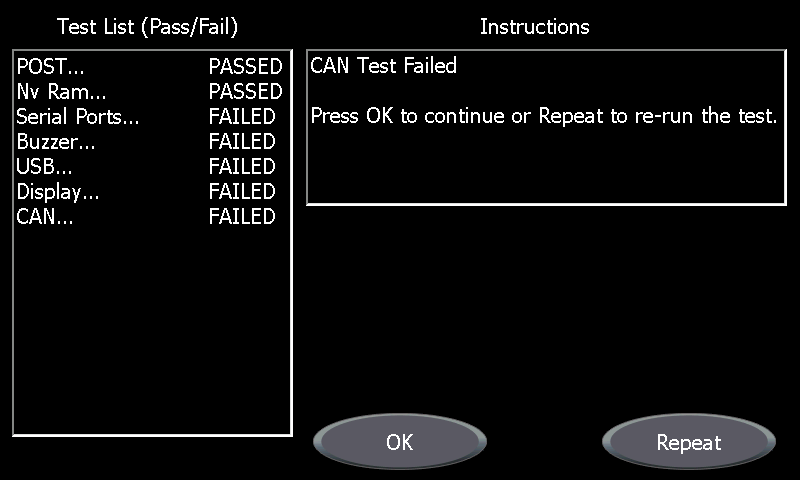 Test List (Pass/Fail)
POST... PASSED
Nv Ram... PASSED
Serial Ports... FAILED
Buzzer... FAILED
USB... FAILED
Display... FAILED
CAN... FAILED
Instructions
CAN Test Failed
Press OK to continue or Repeat to re-run the test.
OK
Repeat